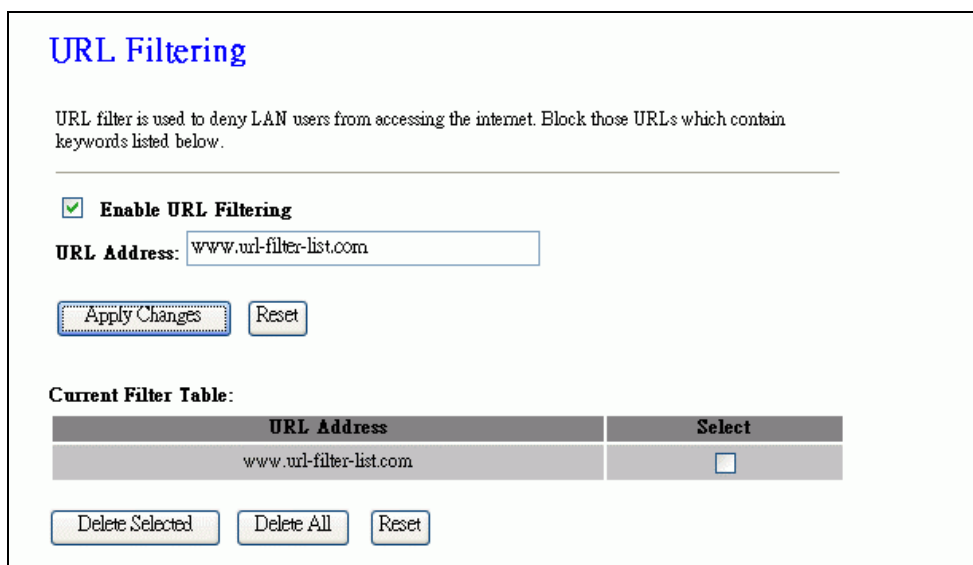 URL Filtering
URL filter is used to deny LAN users from accessing the internet. Block those URLs which contain
keywords listed below.
Enable URL Filtering
URL Address: www.url-filter-list.com
Apply Changes Reset
Current Filter Table:
URL Address Select
www.url-filter-list.com
Delete Selected Delete All Reset